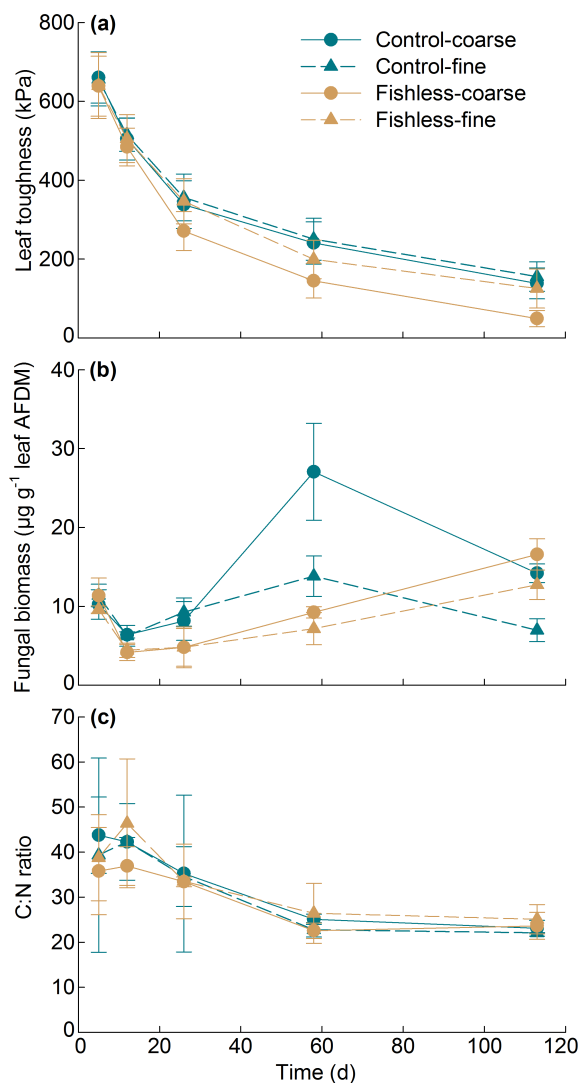 (a)
800
600
400
200
0
Leaf toughness (kPa)
Control-coarse
Control-fine
Fishless-coarse
Fishless-fine
(b)
40
30
20
10
0
Fungal biomass (µg g⁻¹ leaf AFDM)
(c)
70
60
50
40
30
20
10
0
C:N ratio
0 20 40 60 80 100 120
Time (d)